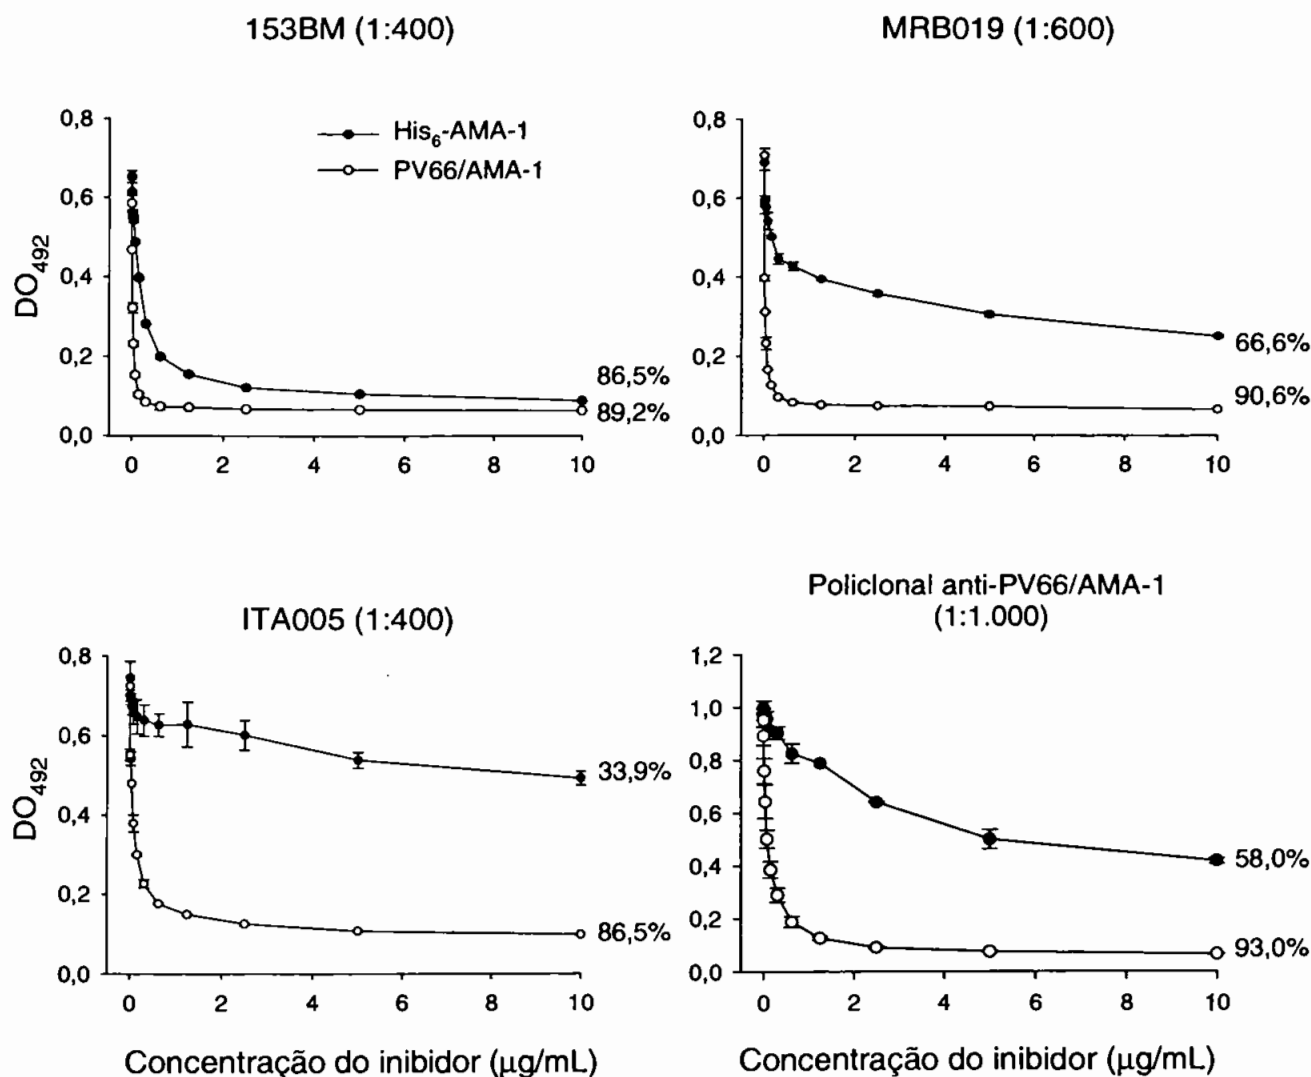 153BM (1:400)
MRB019 (1:600)
0,8
0,6
0,4
0,2
0,0
DO492
His6-AMA-1
PV66/AMA-1
86,5%
89,2%
0 2 4 6 8 10
0,8
0,6
0,4
0,2
0,0
66,6%
90,6%
0 2 4 6 8 10
ITA005 (1:400)
Policlonal anti-PV66/AMA-1
(1:1.000)
0,8
0,6
0,4
0,2
0,0
DO492
33,9%
86,5%
0 2 4 6 8 10
Concentração do inibidor (µg/mL)
1,2
1,0
0,8
0,6
0,4
0,2
0,0
58,0%
93,0%
0 2 4 6 8 10
Concentração do inibidor (µg/mL)